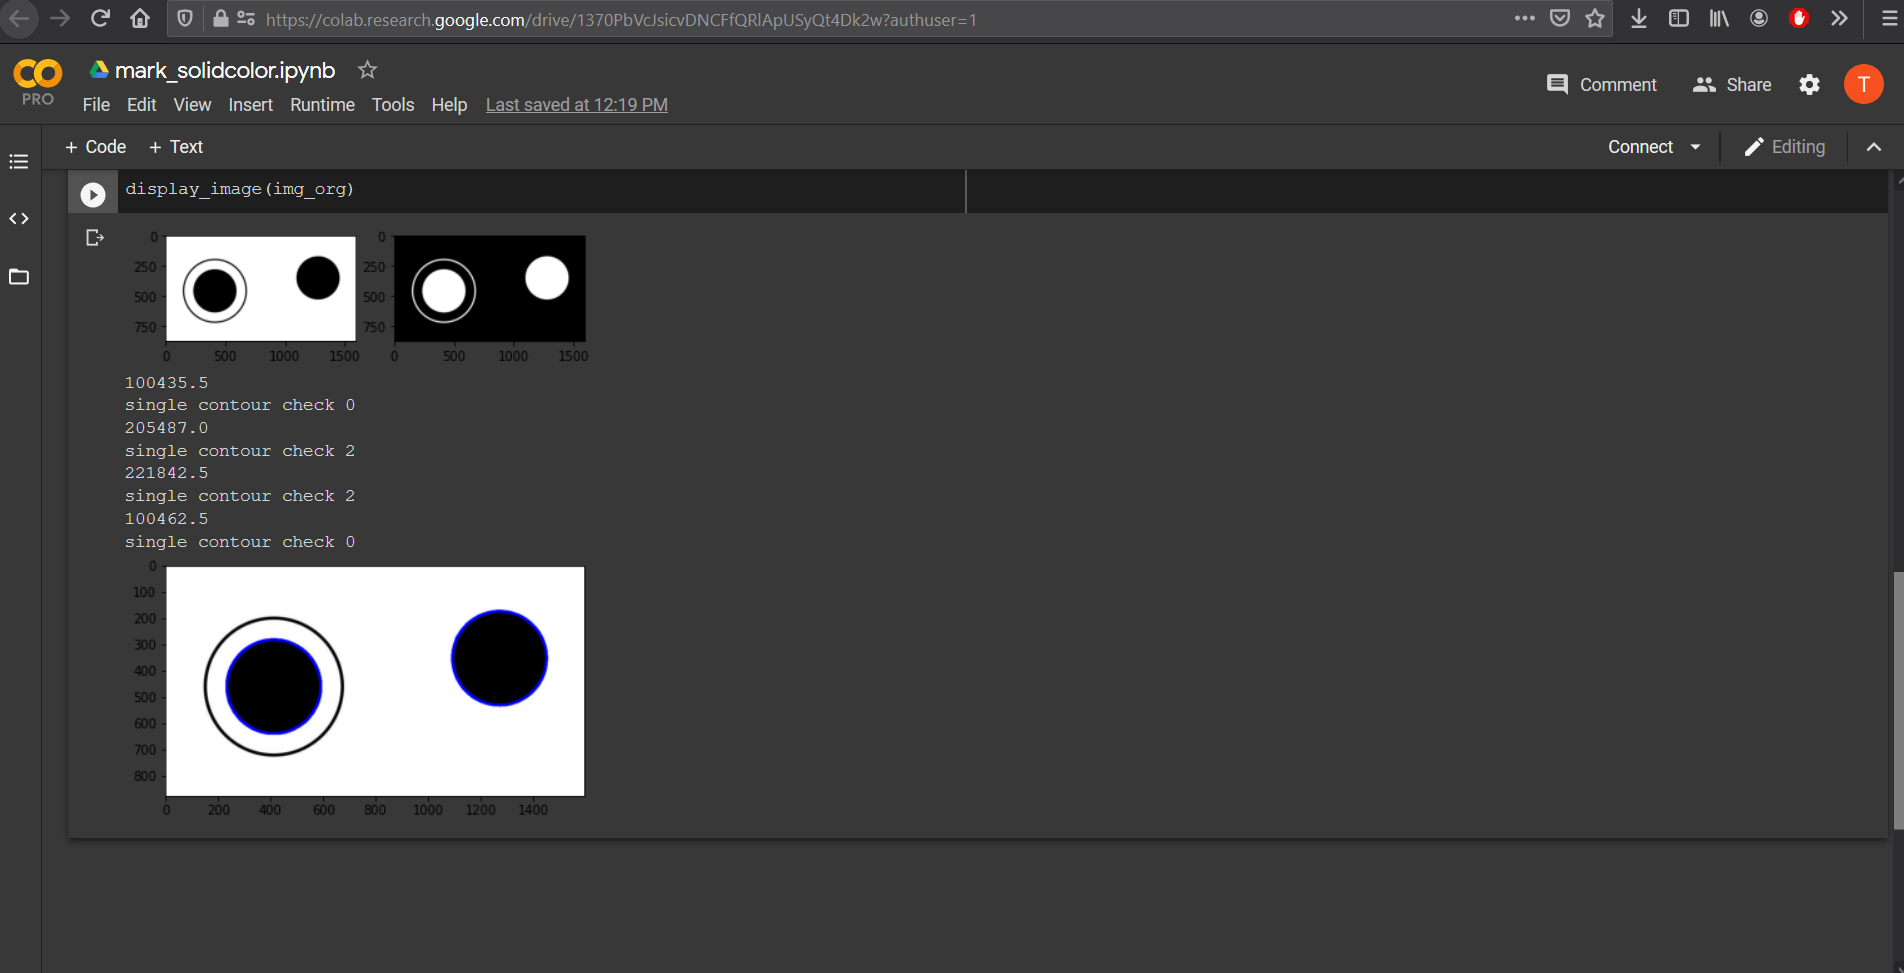 https://colab.research.google.com/drive/1370PbVcJsicvDNCFfQRlApUSyQt4Dk2w?authuser=1
CO
PRO
mark_solidcolor.ipynb
File Edit View Insert Runtime Tools Help Last saved at 12:19 PM
Comment Share T
+ Code + Text
Connect Editing
display_image(img_org)
0
250
500
750
0 500 1000 1500
0
250
500
750
0 500 1000 1500
100435.5
single contour check 0
205487.0
single contour check 2
221842.5
single contour check 2
100462.5
single contour check 0
0
100
200
300
400
500
600
700
800
0 200 400 600 800 1000 1200 1400